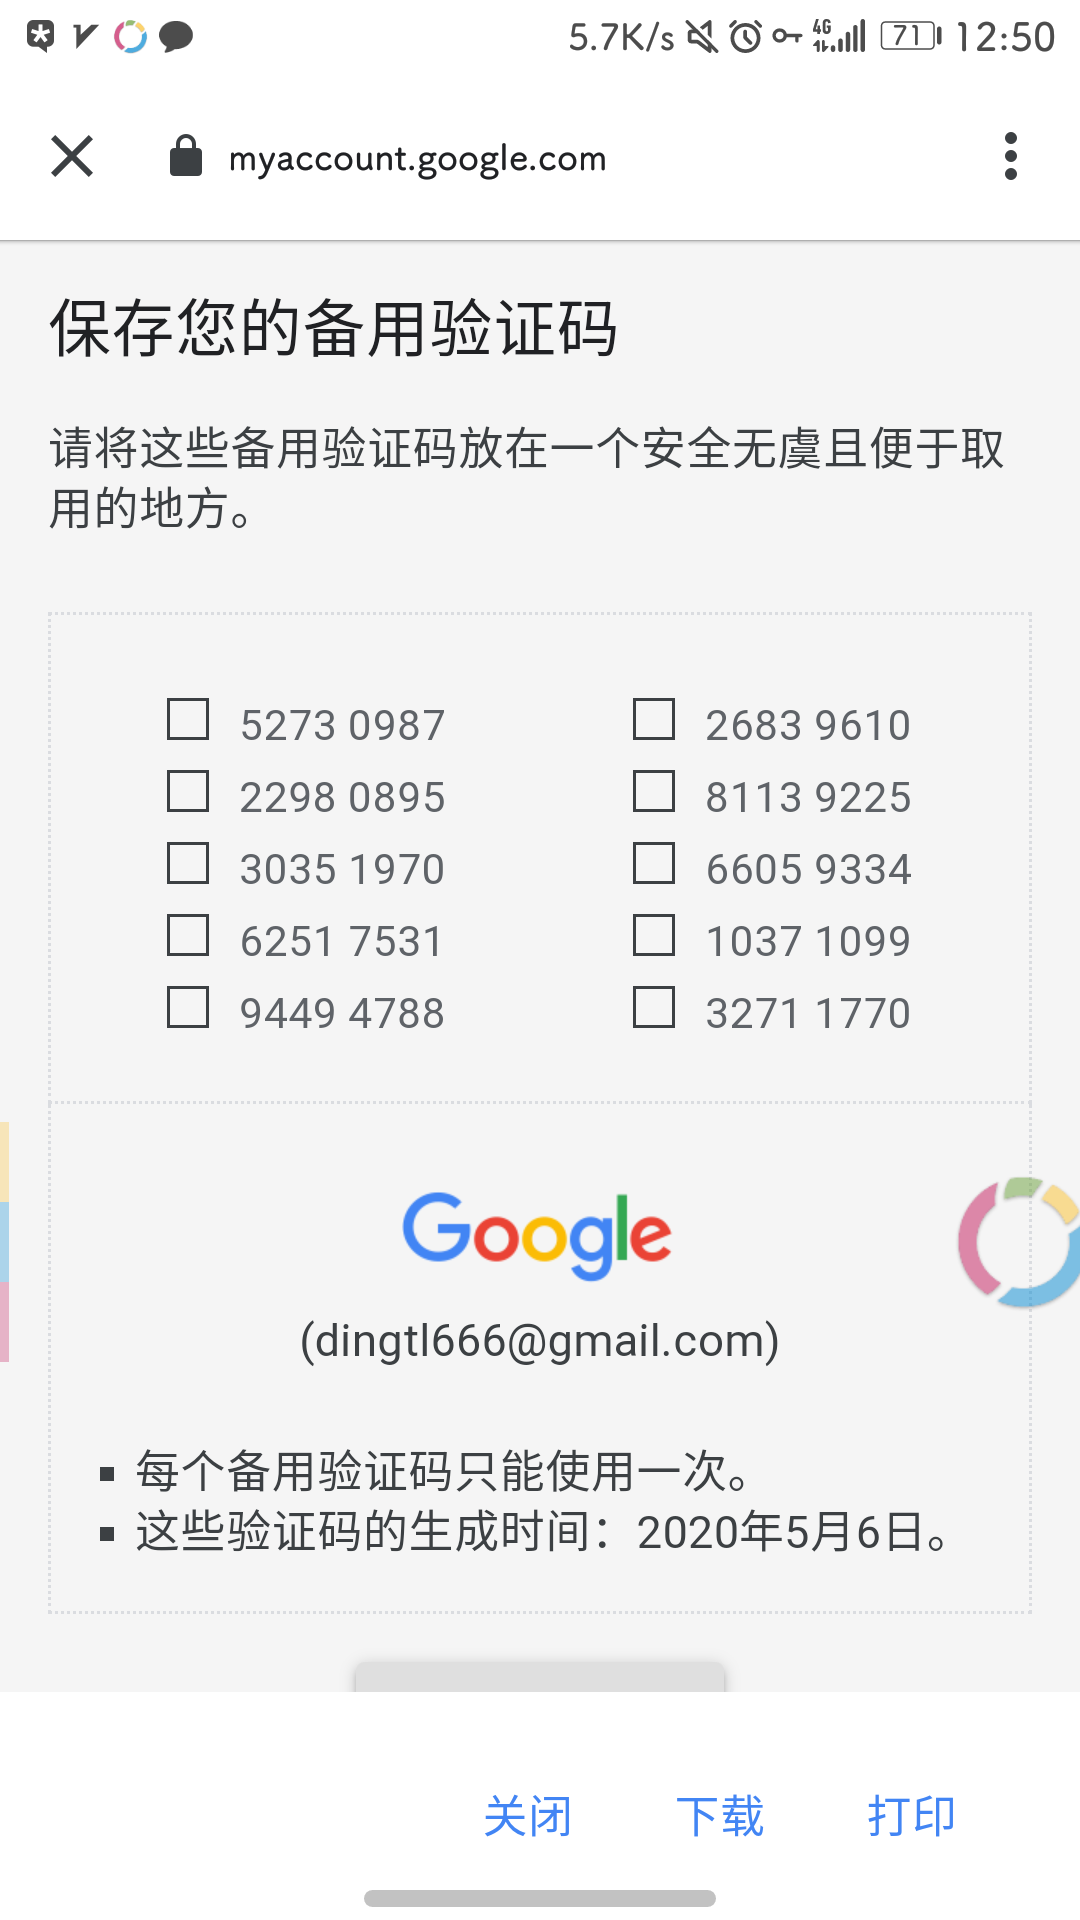 5.7K/s 4G 71 12:50
myaccount.google.com
保存您的备用验证码
请将这些备用验证码放在一个安全无虞且便于取
用的地方。
5273 0987 2683 9610
2298 0895 8113 9225
3035 1970 6605 9334
6251 7531 1037 1099
9449 4788 3271 1770
Google
(dingtl666@gmail.com)
▪ 每个备用验证码只能使用一次。
▪ 这些验证码的生成时间：2020年5月6日。
关闭 下载 打印